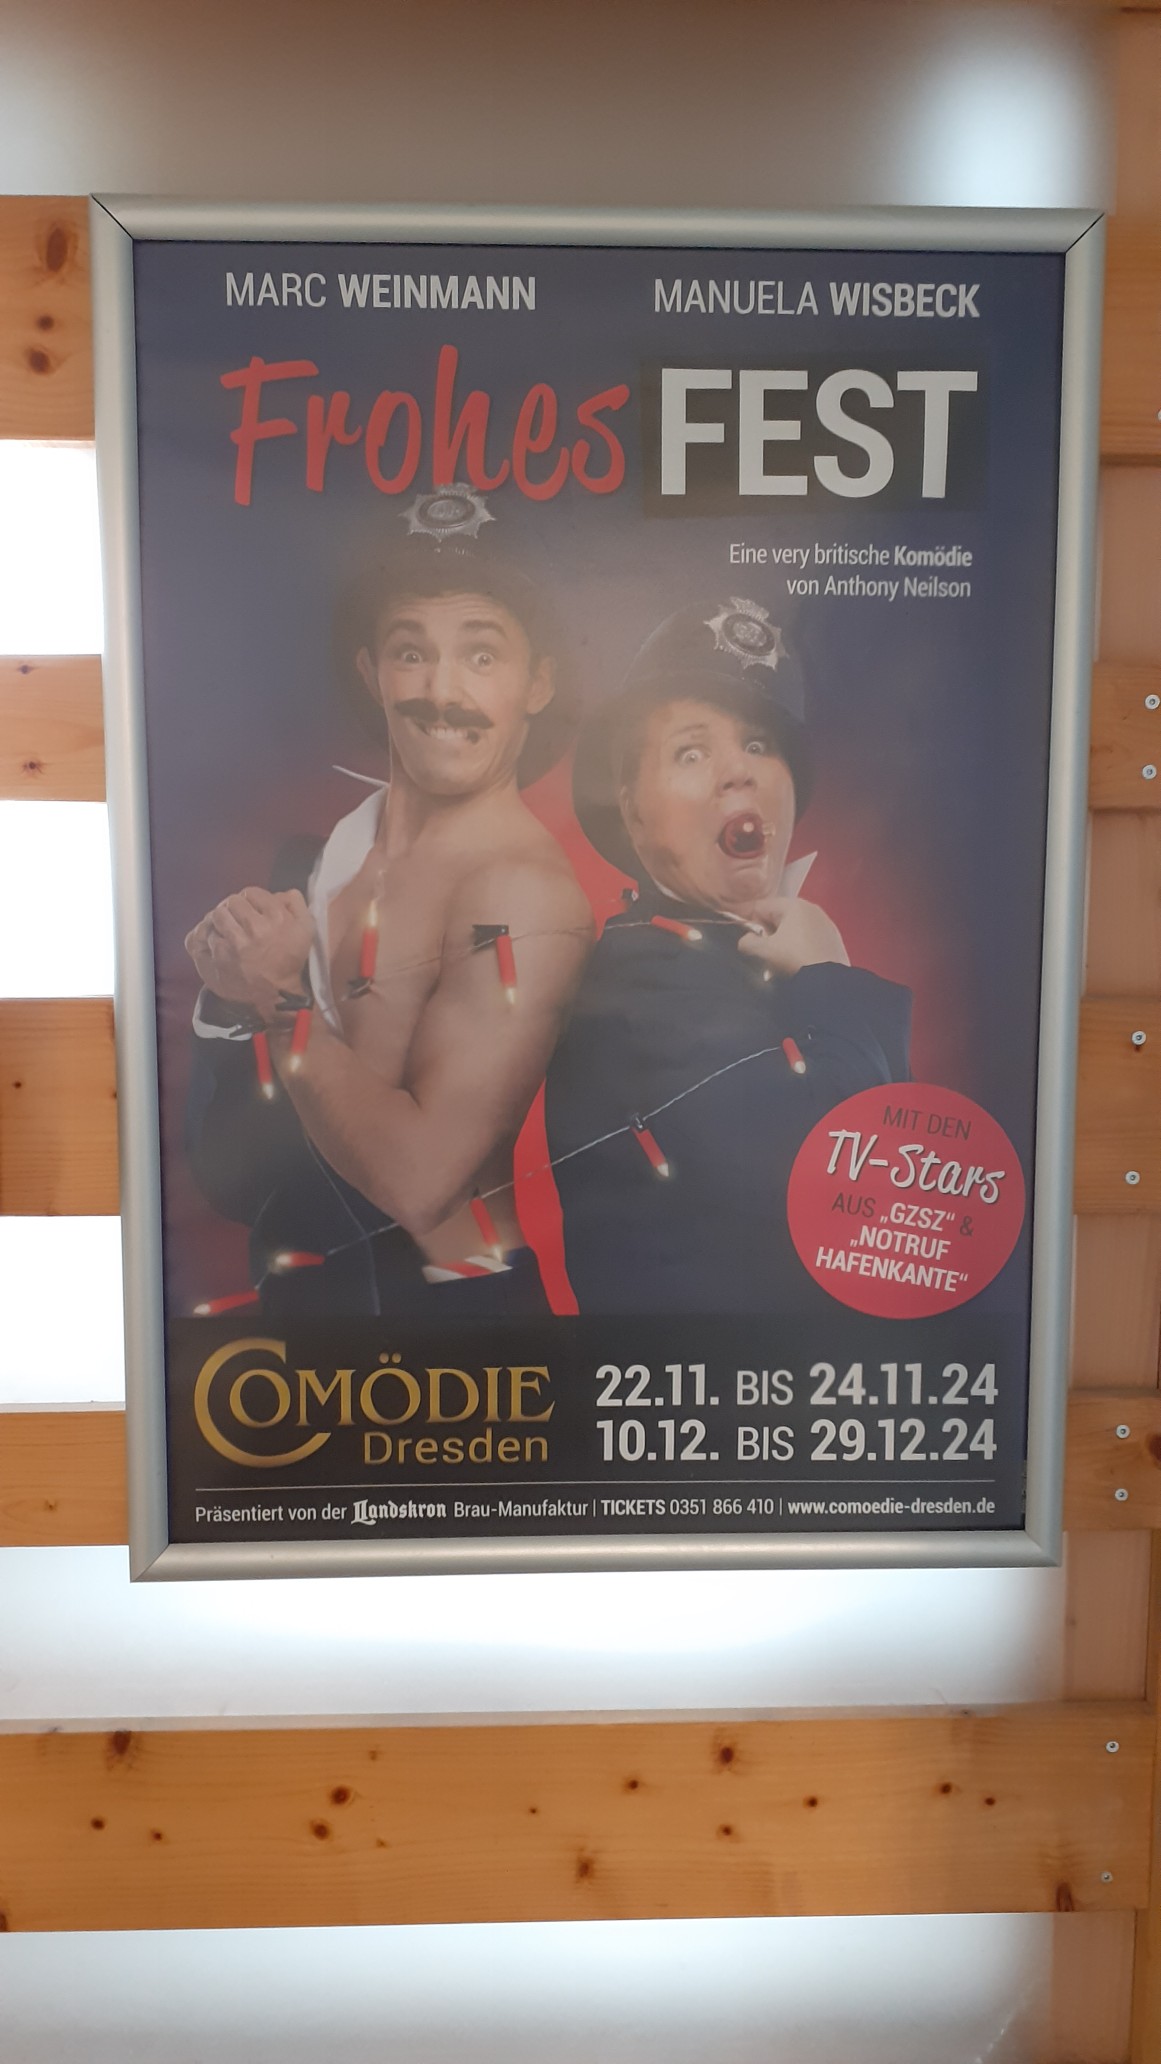 MARC WEINMANN
MANUELA WISBECK
Frohes FEST
Eine very britische Komödie
von Anthony Neilson
MIT DEN
TV-Stars
AUS „GZSZ“ &
„NOTRUF
HAFENKANTE“
COMÖDIE
Dresden
22.11. BIS 24.11.24
10.12. BIS 29.12.24
Präsentiert von der Landskron Brau-Manufaktur | TICKETS 0351 866 410 | www.comoedie-dresden.de